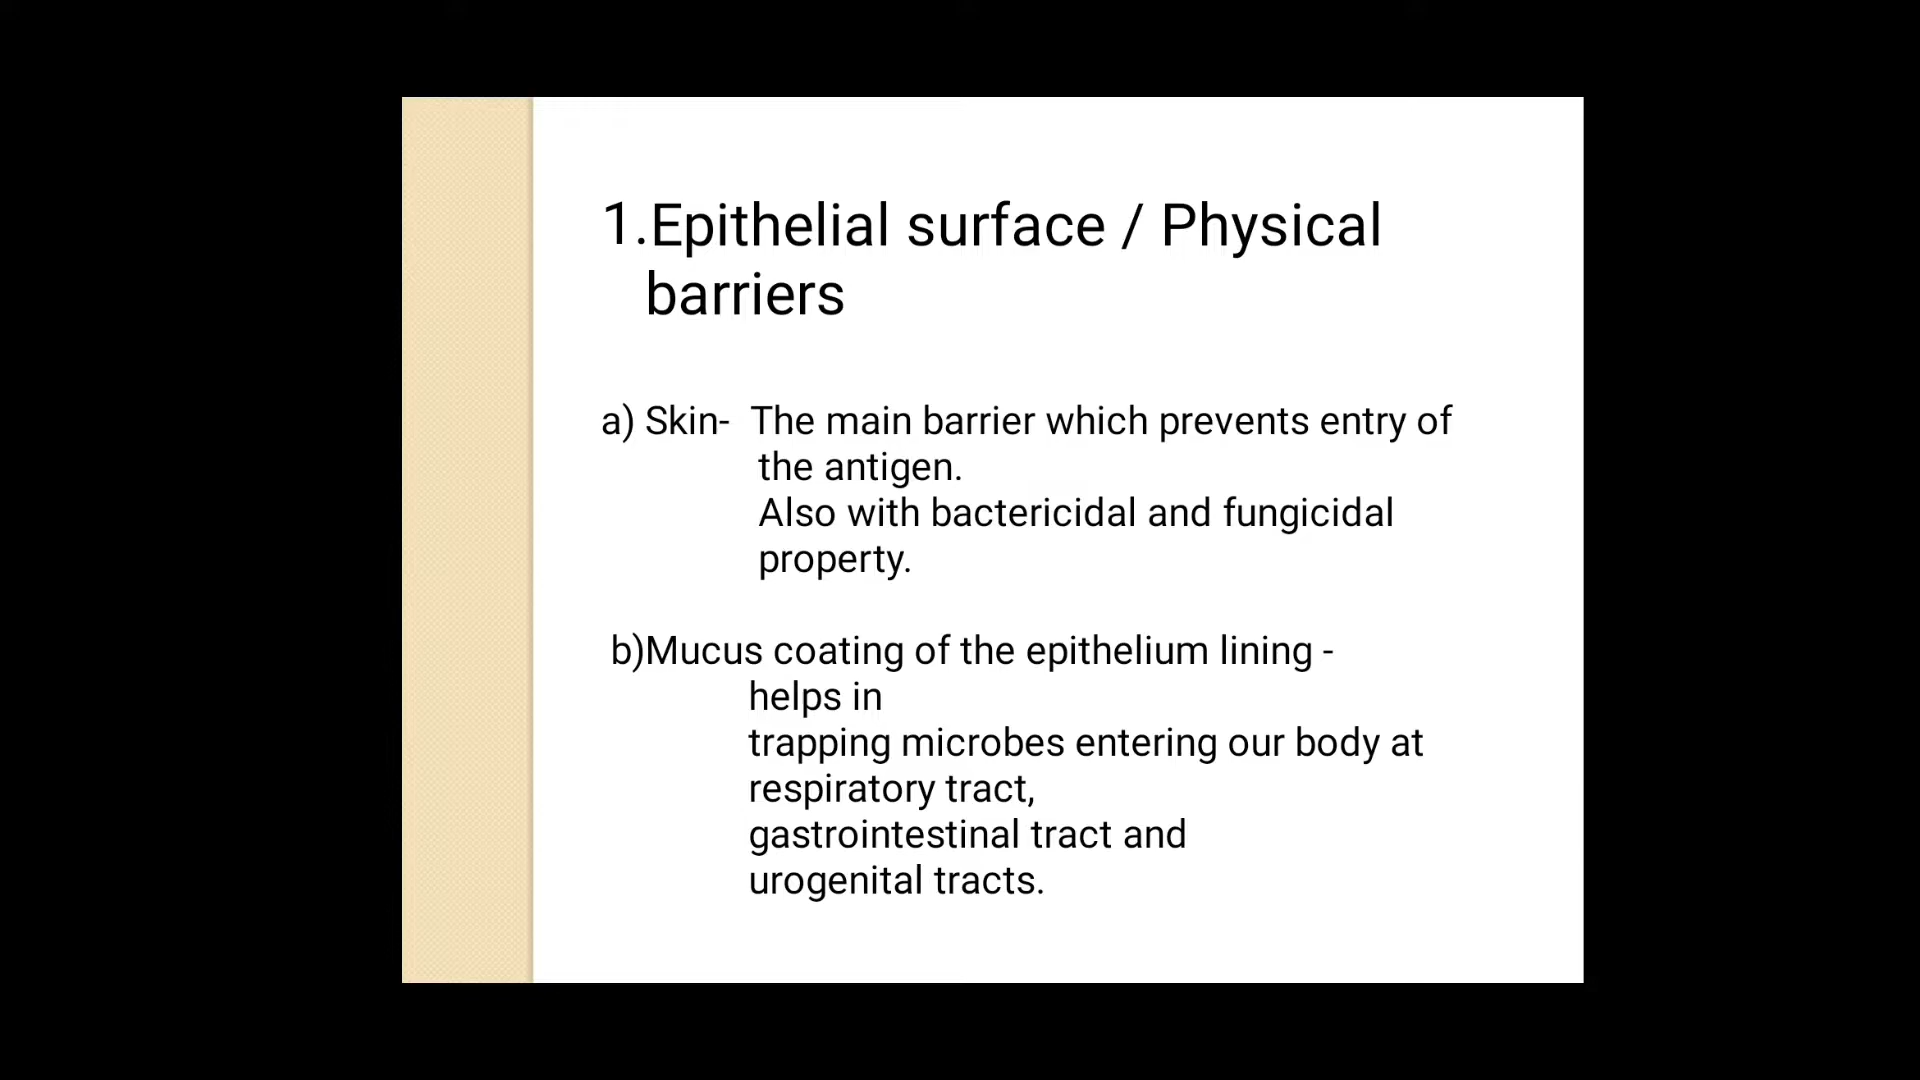 1.Epithelial surface / Physical
barriers
a) Skin- The main barrier which prevents entry of
the antigen.
Also with bactericidal and fungicidal
property.
b)Mucus coating of the epithelium lining -
helps in
trapping microbes entering our body at
respiratory tract,
gastrointestinal tract and
urogenital tracts.